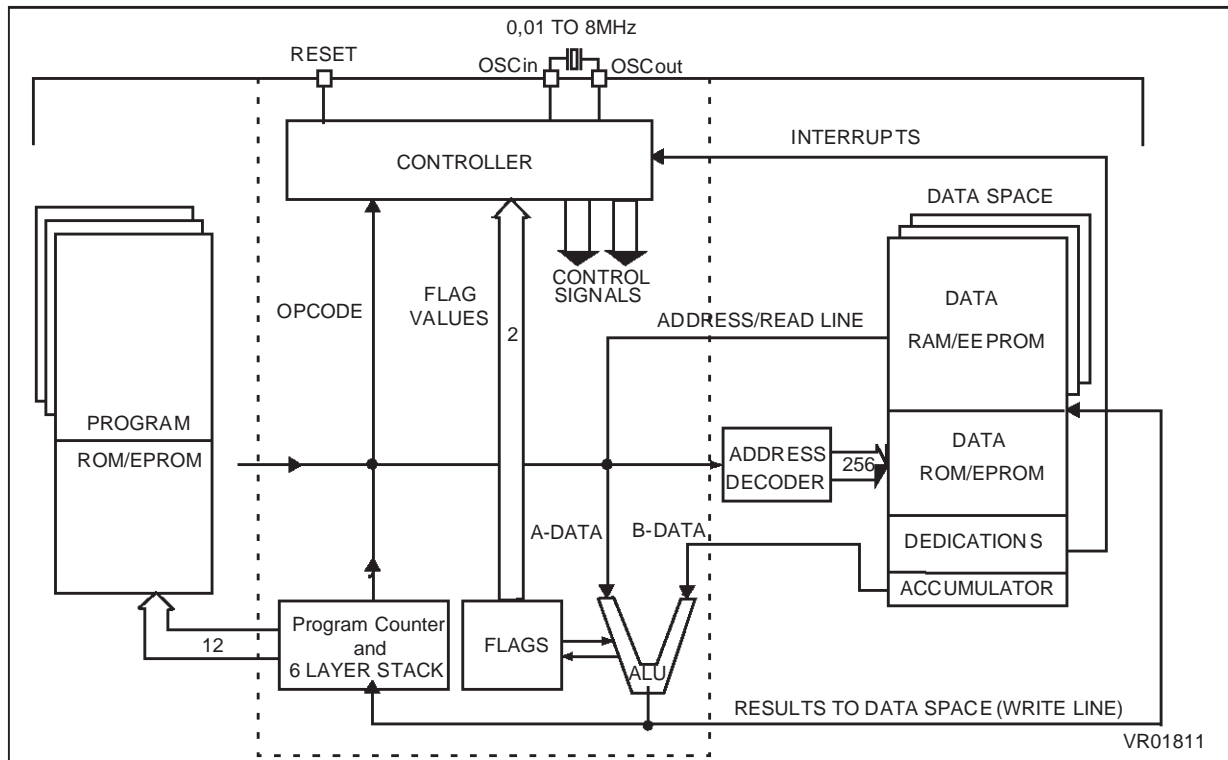 0,01 TO 8MHz
RESET
OSCin
OSCout
INTERRUPTS
CONTROLLER
DATA SPACE
CONTROL
SIGNALS
OPCODE
FLAG
VALUES
2
ADDRESS/READ LINE
DATA
RAM/EEPROM
PROGRAM
ROM/EPROM
ADDRESS
DECODER
256
DATA
ROM/EPROM
A-DATA
B-DATA
DEDICATIONS
ACCUMULATOR
12
Program Counter
and
6 LAYER STACK
FLAGS
ALU
RESULTS TO DATA SPACE (WRITE LINE)
VR01811